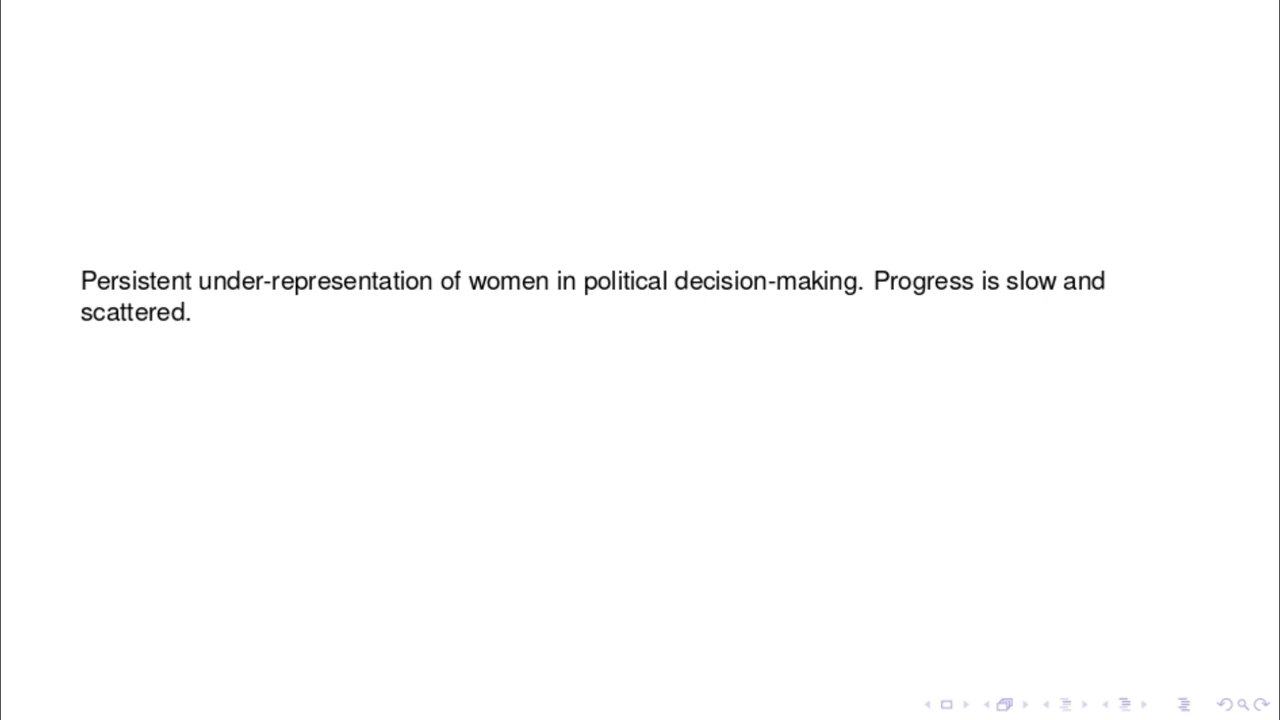 Persistent under-representation of women in political decision-making. Progress is slow and
scattered.